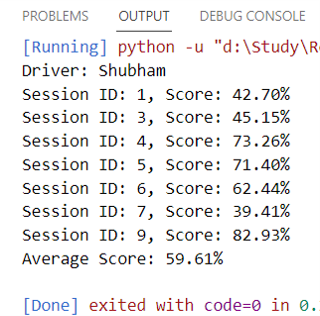 PROBLEMS OUTPUT DEBUG CONSOLE
[Running] python -u "d:\Study\R
Driver: Shubham
Session ID: 1, Score: 42.70%
Session ID: 3, Score: 45.15%
Session ID: 4, Score: 73.26%
Session ID: 5, Score: 71.40%
Session ID: 6, Score: 62.44%
Session ID: 7, Score: 39.41%
Session ID: 9, Score: 82.93%
Average Score: 59.61%
[Done] exited with code=0 in 0.